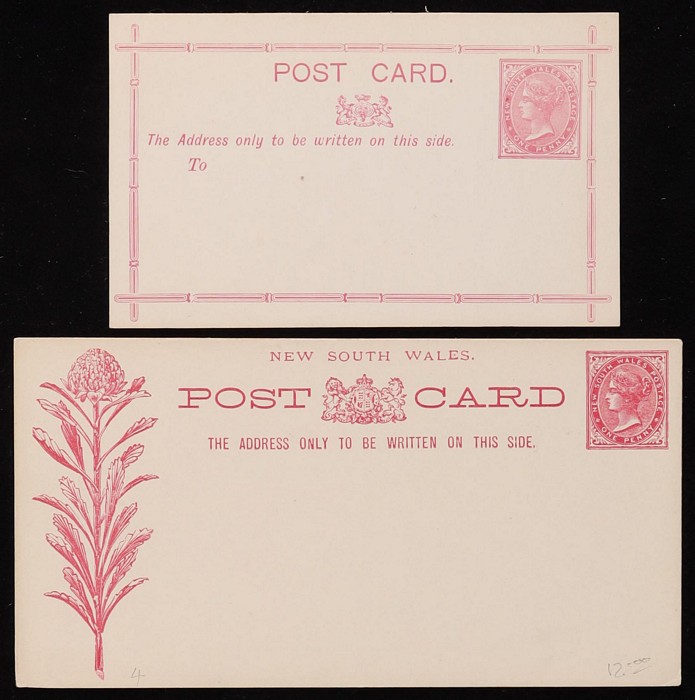 POST CARD.
NEW SOUTH WALES POSTAGE
ONE PENNY
The Address only to be written on this side.
To
NEW SOUTH WALES.
POST CARD
NEW SOUTH WALES POSTAGE
ONE PENNY
THE ADDRESS ONLY TO BE WRITTEN ON THIS SIDE.
4
12.00